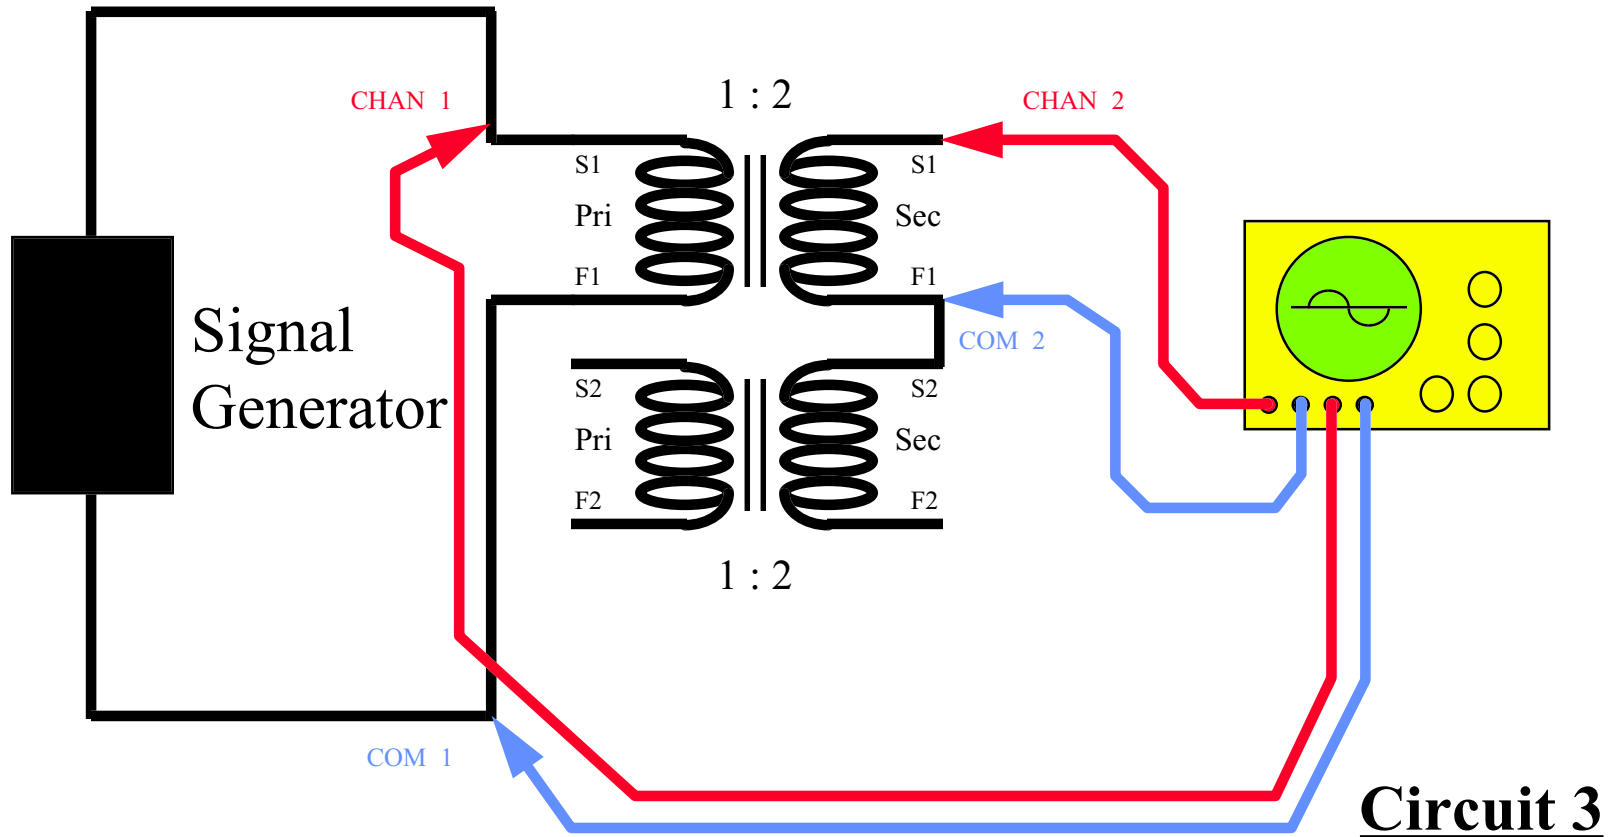 1 : 2
CHAN 1
CHAN 2
S1
S1
Pri
Sec
F1
F1
Signal
Generator
COM 2
S2
S2
Pri
Sec
F2
F2
1 : 2
COM 1
Circuit 3